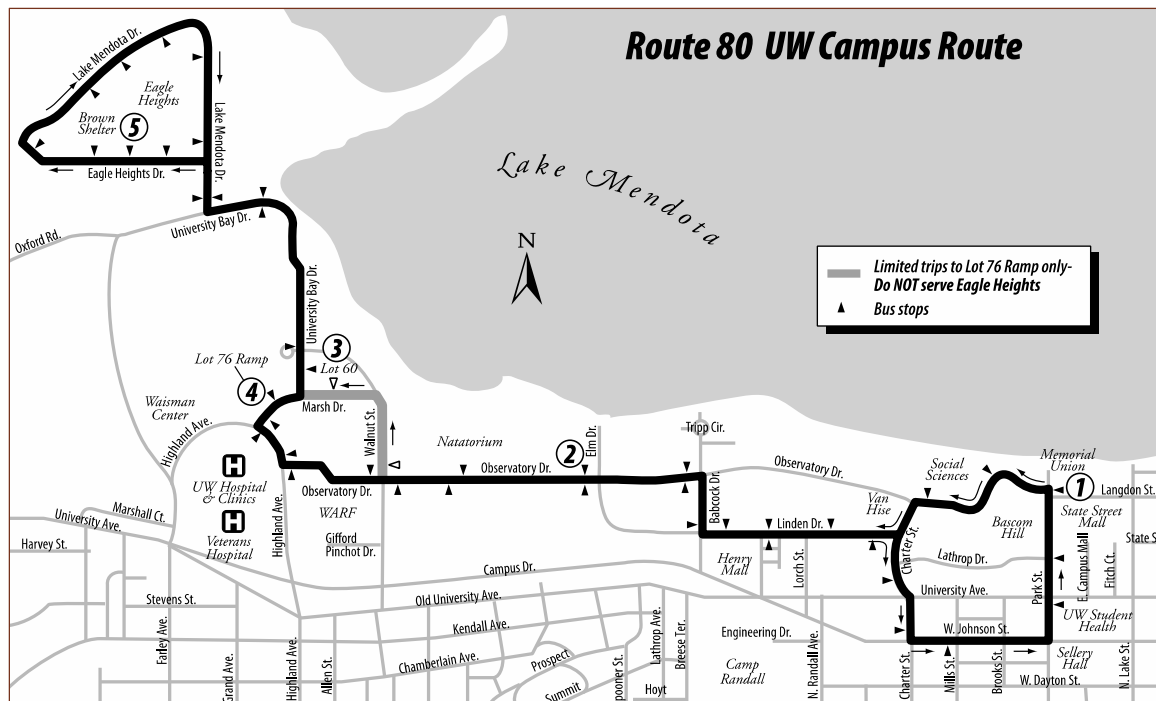 Route 80 UW Campus Route
Lake Mendota Dr.
Eagle
Heights
Brown
Shelter
5
Lake Mendota Dr.
Eagle Heights Dr.
University Bay Dr.
Oxford Rd.
Lake Mendota
N
Limited trips to Lot 76 Ramp only-
Do NOT serve Eagle Heights
Bus stops
University Bay Dr.
3
Lot 60
Lot 76 Ramp
4
Marsh Dr.
Waisman
Center
Highland Ave.
Walnut St.
Natatorium
2
Elm Dr.
Tripp Cir.
Observatory Dr.
Observatory Dr.
Observatory Dr.
Babcock Dr.
Social
Sciences
Memorial
Union
1
Langdon St.
State Street
Mall
Van
Hise
Bascom
Hill
H
UW Hospital
& Clinics
H
Veterans
Hospital
Highland Ave.
WARF
Gifford
Pinchot Dr.
Marshall Ct.
University Ave.
Harvey St.
Linden Dr.
Henry
Mall
Lorch St.
Charter St.
Lathrop Dr.
Park St.
E. Campus Mall
Fitch Ct.
State S
Campus Dr.
Old University Ave.
University Ave.
Stevens St.
Kendall Ave.
Chamberlain Ave.
Farley Ave.
Grand Ave.
Highland Ave.
Allen St.
Prospect
Summit
pooner St.
Lathrop Ave.
Breese Ter.
Hoyt
Engineering Dr.
Camp
Randall
N. Randall Ave.
W. Johnson St.
UW Student
Health
Charter St.
Mills St.
Brooks St.
Sellery
Hall
N. Lake St.
W. Dayton St.